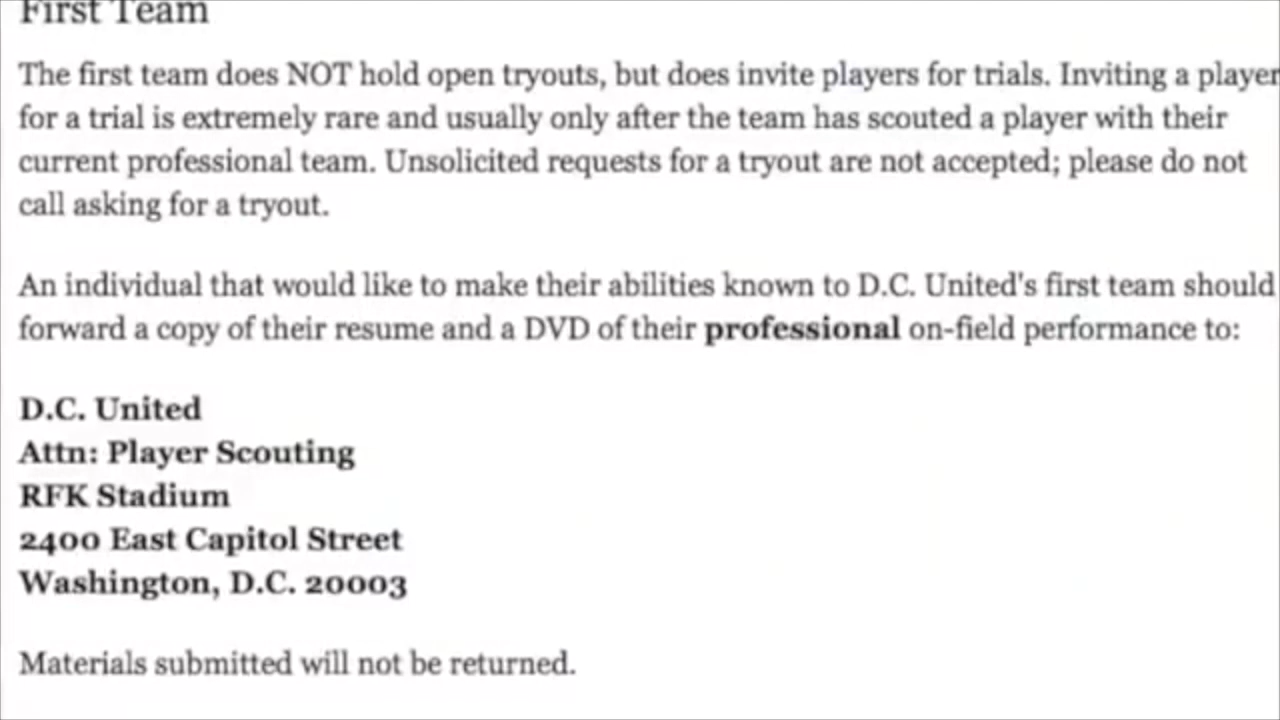 First Team
The first team does NOT hold open tryouts, but does invite players for trials. Inviting a player
for a trial is extremely rare and usually only after the team has scouted a player with their
current professional team. Unsolicited requests for a tryout are not accepted; please do not
call asking for a tryout.
An individual that would like to make their abilities known to D.C. United's first team should
forward a copy of their resume and a DVD of their professional on-field performance to:
D.C. United
Attn: Player Scouting
RFK Stadium
2400 East Capitol Street
Washington, D.C. 20003
Materials submitted will not be returned.